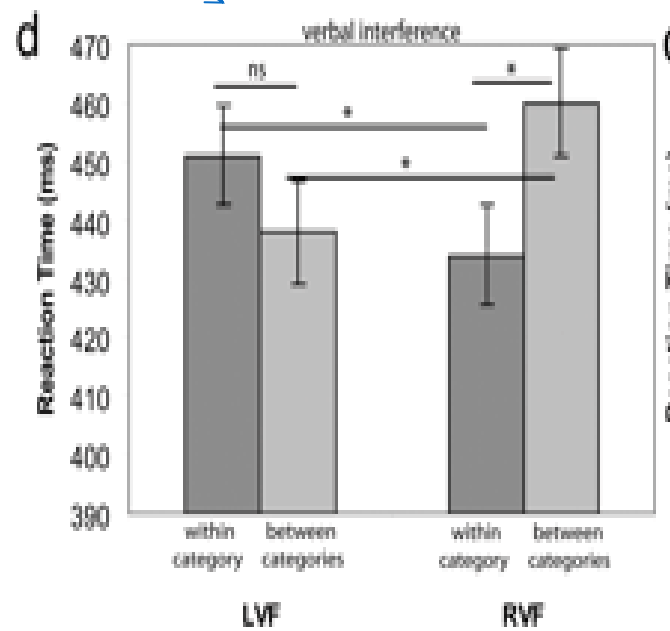 d
verbal interference
470
460
450
440
430
420
410
400
390
Reaction Time (ms)
ns
*
*
*
within category
between categories
within category
between categories
LVF
RVF